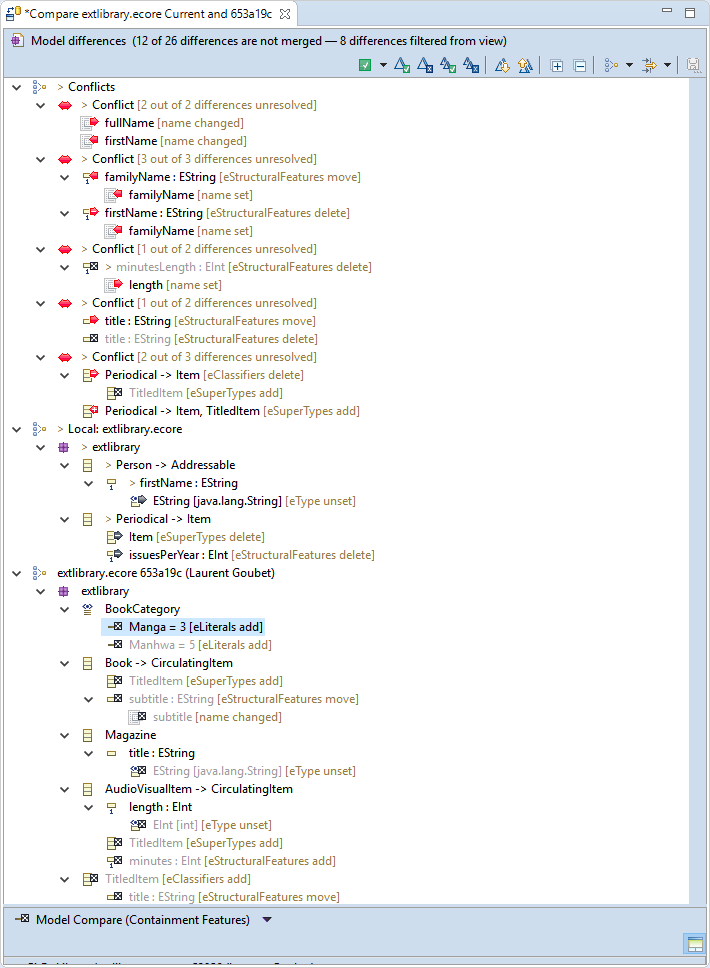 *Compare extlibrary.ecore Current and 653a19c
Model differences (12 of 26 differences are not merged — 8 differences filtered from view)
> Conflicts
> Conflict [2 out of 2 differences unresolved]
fullName [name changed]
firstName [name changed]
> Conflict [3 out of 3 differences unresolved]
familyName : EString [eStructuralFeatures move]
familyName [name set]
firstName : EString [eStructuralFeatures delete]
familyName [name set]
> Conflict [1 out of 2 differences unresolved]
> minutesLength : EInt [eStructuralFeatures delete]
length [name set]
> Conflict [1 out of 2 differences unresolved]
title : EString [eStructuralFeatures move]
title : EString [eStructuralFeatures delete]
> Conflict [2 out of 3 differences unresolved]
Periodical -> Item [eClassifiers delete]
TitledItem [eSuperTypes add]
Periodical -> Item, TitledItem [eSuperTypes add]
> Local: extlibrary.ecore
> extlibrary
> Person -> Addressable
> firstName : EString
EString [java.lang.String] [eType unset]
> Periodical -> Item
Item [eSuperTypes delete]
issuesPerYear : EInt [eStructuralFeatures delete]
extlibrary.ecore 653a19c (Laurent Goubet)
extlibrary
BookCategory
Manga = 3 [eLiterals add]
Manhwa = 5 [eLiterals add]
Book -> CirculatingItem
TitledItem [eSuperTypes add]
subtitle : EString [eStructuralFeatures move]
subtitle [name changed]
Magazine
title : EString
EString [java.lang.String] [eType unset]
AudioVisualItem -> CirculatingItem
length : EInt
EInt [int] [eType unset]
TitledItem [eSuperTypes add]
minutes : EInt [eStructuralFeatures add]
TitledItem [eClassifiers add]
title : EString [eStructuralFeatures move]
Model Compare (Containment Features)